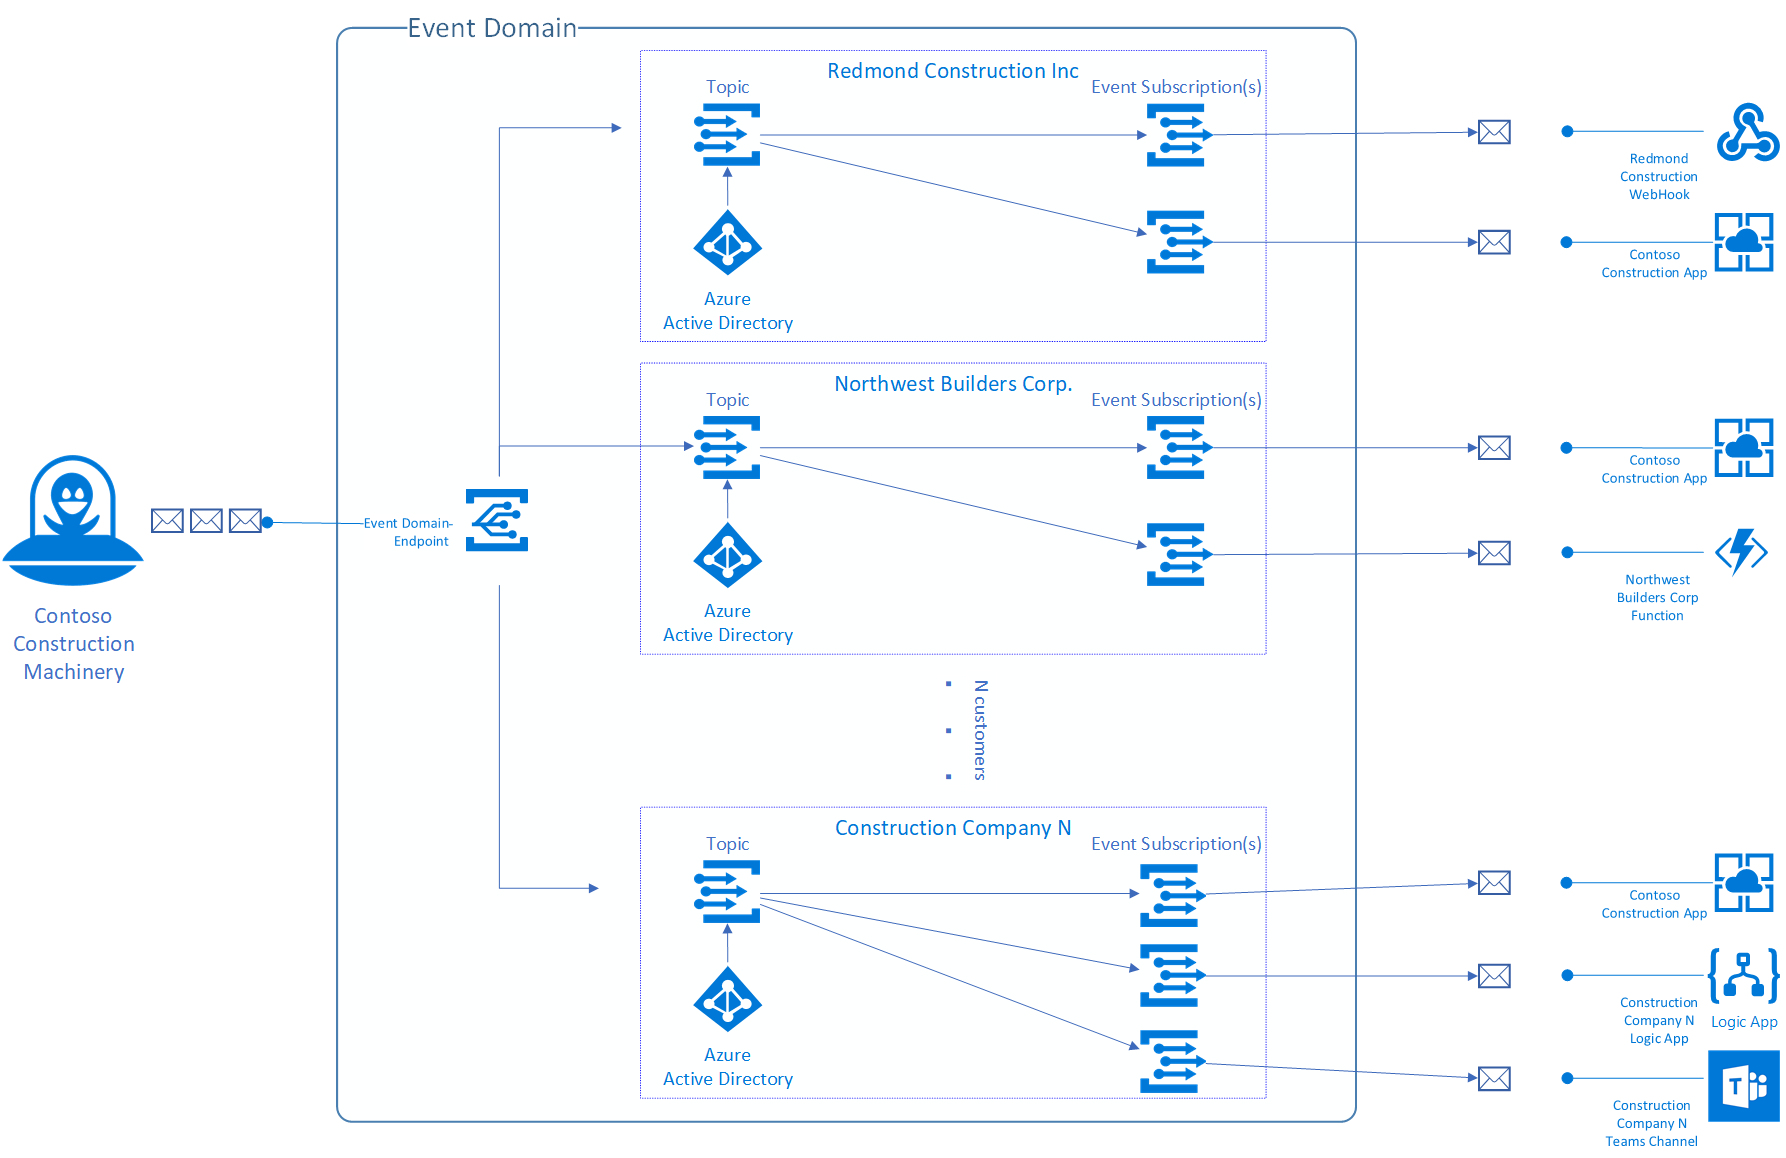 Event Domain
Redmond Construction Inc
Topic
Event Subscription(s)
Azure
Active Directory
Redmond
Construction
WebHook
Contoso
Construction App
Northwest Builders Corp.
Topic
Event Subscription(s)
Azure
Active Directory
Contoso
Construction App
Northwest
Builders Corp
Function
Contoso
Construction
Machinery
Event Domain-
Endpoint
N customers
Construction Company N
Topic
Event Subscription(s)
Azure
Active Directory
Contoso
Construction App
Construction
Company N
Logic App
Logic App
T
Construction
Company N
Teams Channel